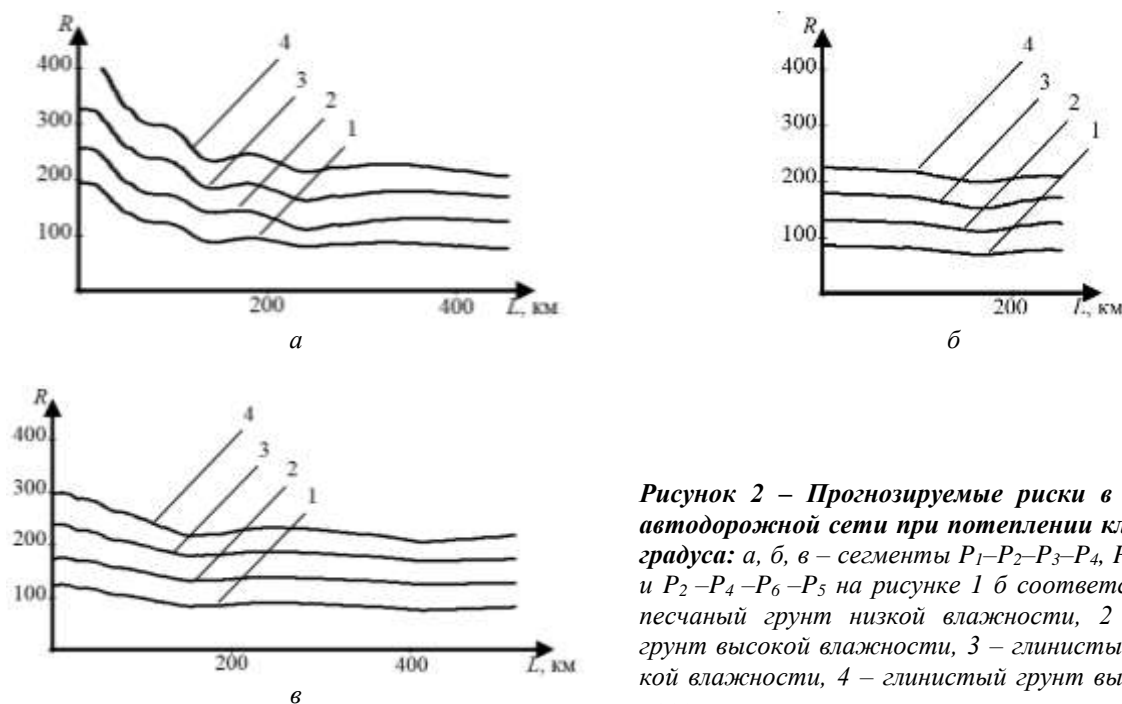 R
400
300
200
100
4
3
2
1
200
400
L, км
а
R
400
300
200
100
4
3
2
1
200
L, км
б
R
400
300
200
100
4
3
2
1
200
400
L, км
в
Рисунок 2 – Прогнозируемые риски в
автодорожной сети при потеплении кл
градуса: а, б, в – сегменты P1–P2–P3–P4, P
и P2 –P4 –P6 –P5 на рисунке 1 б соответс
песчаный грунт низкой влажности, 2
грунт высокой влажности, 3 – глинисты
кой влажности, 4 – глинистый грунт вы